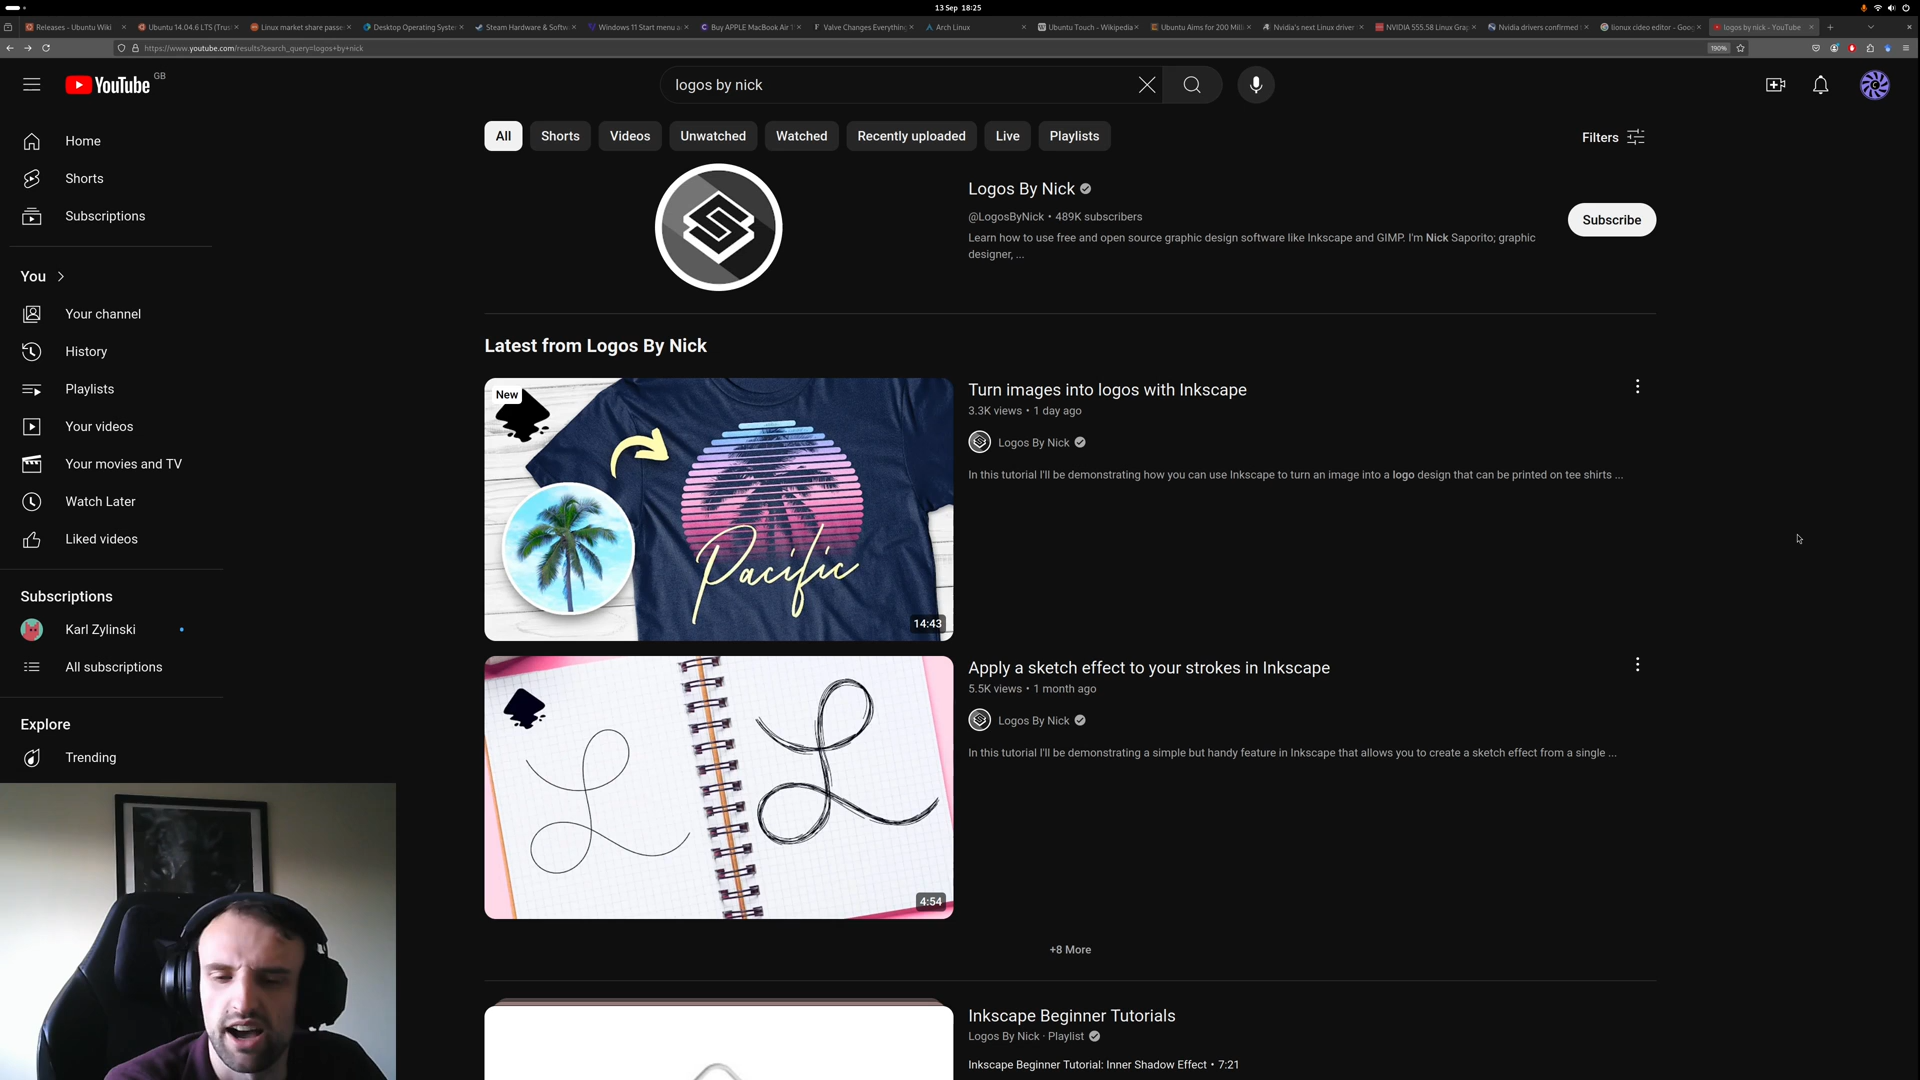 13 Sep 18:25
Releases - Ubuntu Wiki
Ubuntu 14.04.6 LTS (Trus
Linux market share passe
Desktop Operating Syste
Steam Hardware & Softw
Windows 11 Start menu a
Buy APPLE MacBook Air 1
Valve Changes Everything
Arch Linux
Ubuntu Touch - Wikipedia
Ubuntu Aims for 200 Mill
Nvidia's next Linux driver
NVIDIA 555.58 Linux Gra
Nvidia drivers confirmed
lionux cideo editor - Goog
logos by nick - YouTube
https://www.youtube.com/results?search_query=logos+by+nick
190%
YouTube GB
logos by nick
Home
Shorts
Subscriptions
You
Your channel
History
Playlists
Your videos
Your movies and TV
Watch Later
Liked videos
Subscriptions
Karl Zylinski
All subscriptions
Explore
Trending
All
Shorts
Videos
Unwatched
Watched
Recently uploaded
Live
Playlists
Filters
Logos By Nick
@LogosByNick • 489K subscribers
Learn how to use free and open source graphic design software like Inkscape and GIMP. I'm Nick Saporito; graphic
designer, ...
Subscribe
Latest from Logos By Nick
New
Pacific
14:43
Turn images into logos with Inkscape
3.3K views • 1 day ago
Logos By Nick
In this tutorial I'll be demonstrating how you can use Inkscape to turn an image into a logo design that can be printed on tee shirts ...
4:54
Apply a sketch effect to your strokes in Inkscape
5.5K views • 1 month ago
Logos By Nick
In this tutorial I'll be demonstrating a simple but handy feature in Inkscape that allows you to create a sketch effect from a single ...
+8 More
Inkscape Beginner Tutorials
Logos By Nick · Playlist
Inkscape Beginner Tutorial: Inner Shadow Effect • 7:21